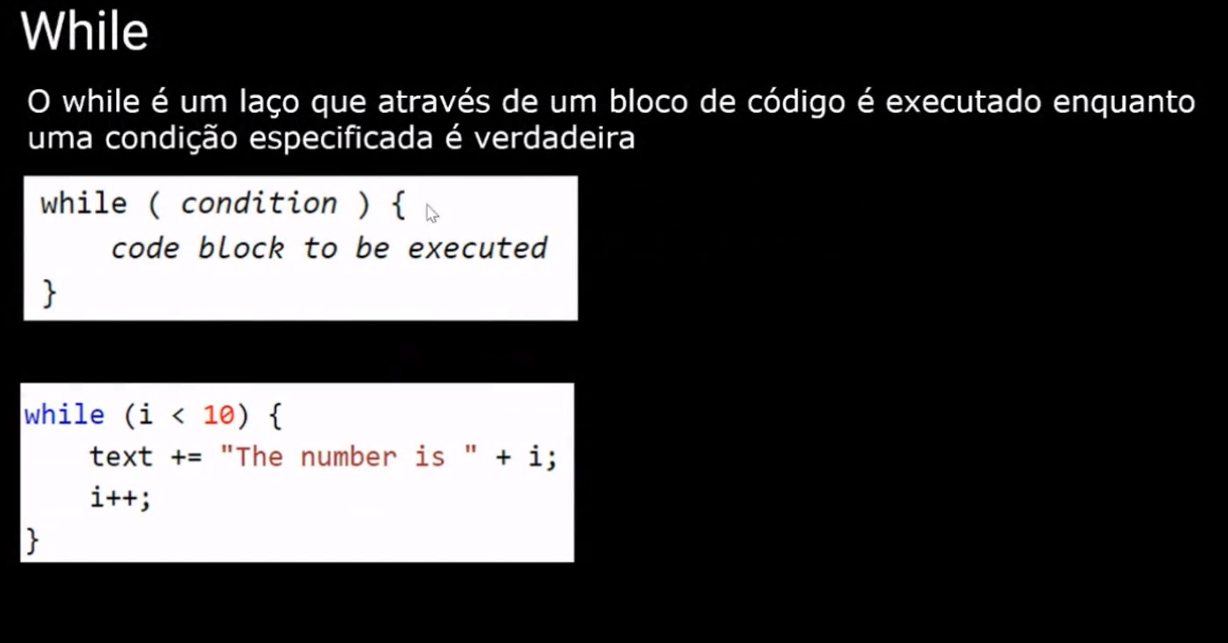 While
O while é um laço que através de um bloco de código é executado enquanto
uma condição especificada é verdadeira
while ( condition ) {
code block to be executed
}
while (i < 10) {
text += "The number is " + i;
i++;
}